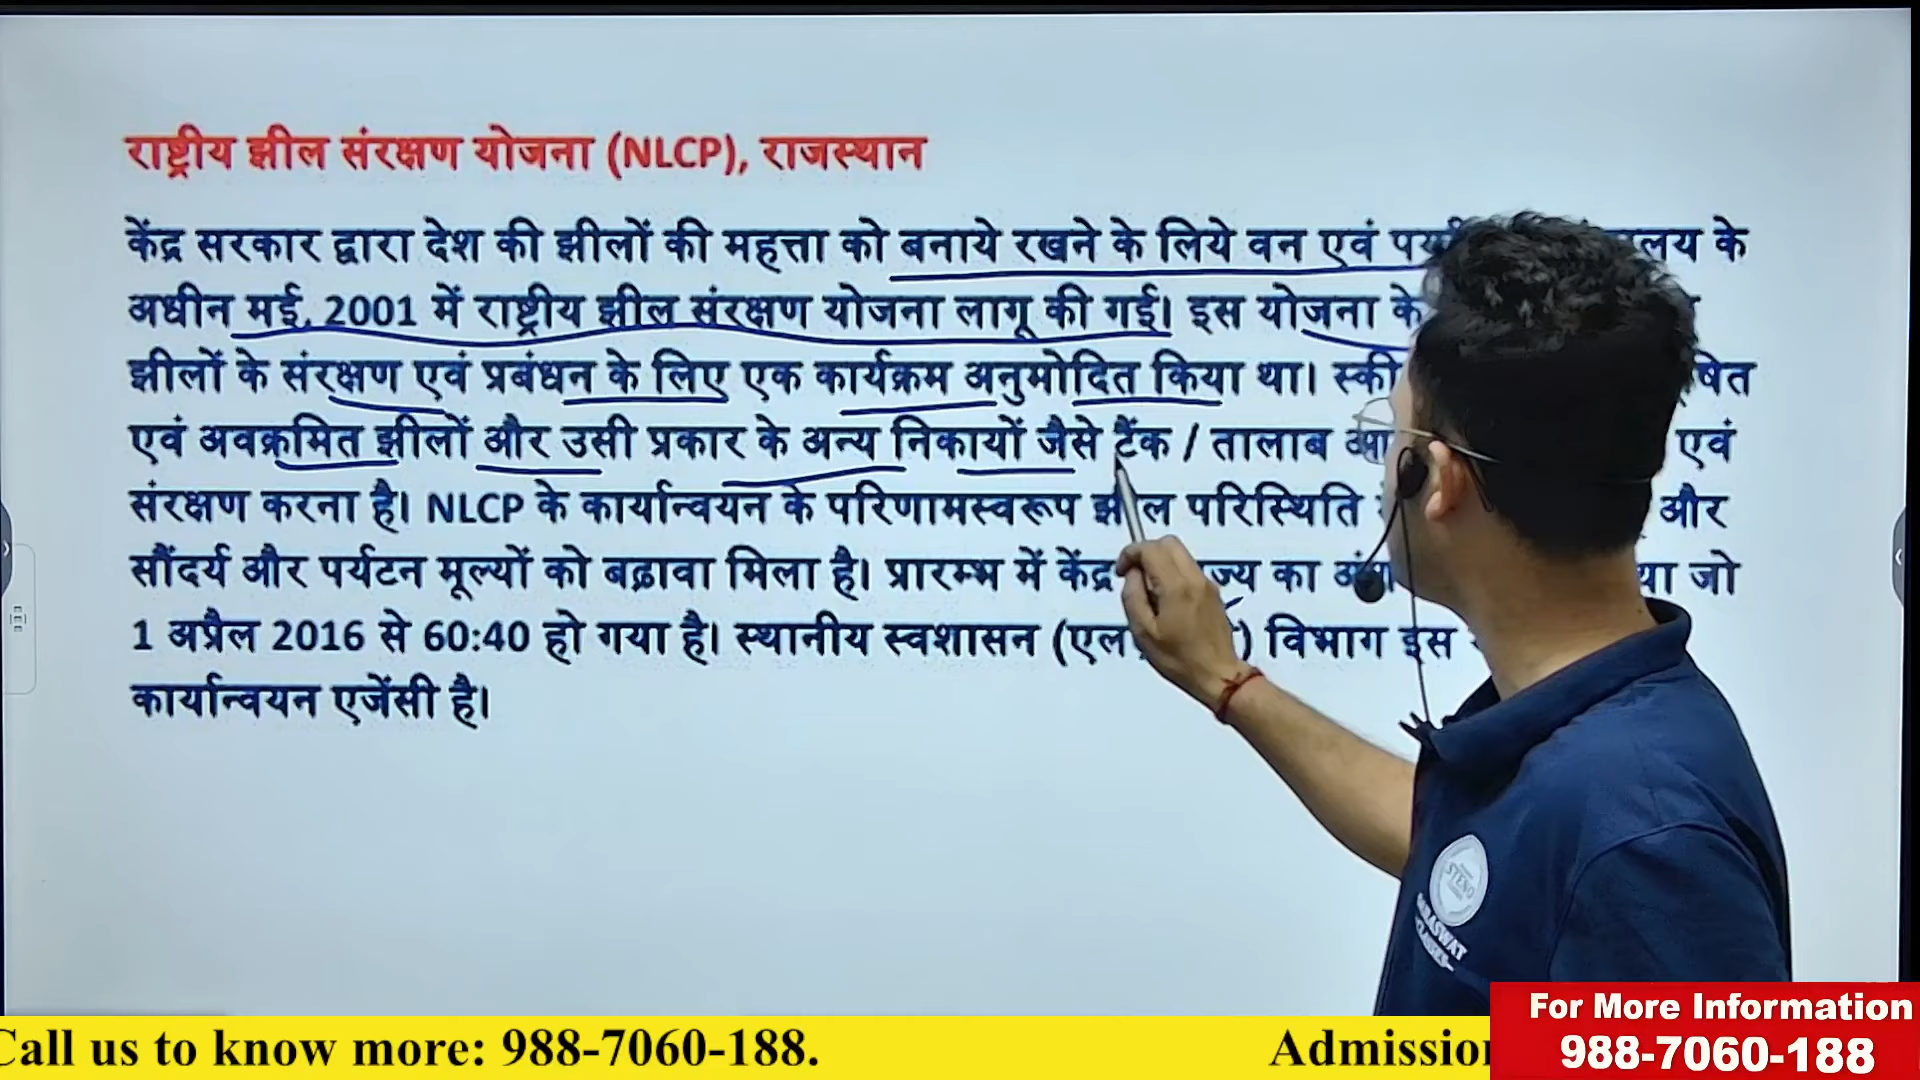 राष्ट्रीय झील संरक्षण योजना (NLCP), राजस्थान
केंद्र सरकार द्वारा देश की झीलों की महत्ता को बनाये रखने के लिये वन एवं के
अधीन मई, 2001 में राष्ट्रीय झील संरक्षण योजना लागू की गई। इस योजना के
झीलों के संरक्षण एवं प्रबंधन के लिए एक कार्यक्रम अनुमोदित किया था।
एवं अवक्रमित झीलों और उसी प्रकार के अन्य निकायों जैसे टैंक / तालाब एवं
संरक्षण करना है। NLCP के कार्यान्वयन के परिणामस्वरूप झील परिस्थिति और
सौंदर्य और पर्यटन मूल्यों को बढ़ावा मिला है। प्रारम्भ में केंद्र का जो
1 अप्रैल 2016 से 60:40 हो गया है। स्थानीय स्वशासन विभाग इस
कार्यान्वयन एजेंसी है।
STENO
Call us to know more: 988-7060-188.
For More Information
988-7060-188